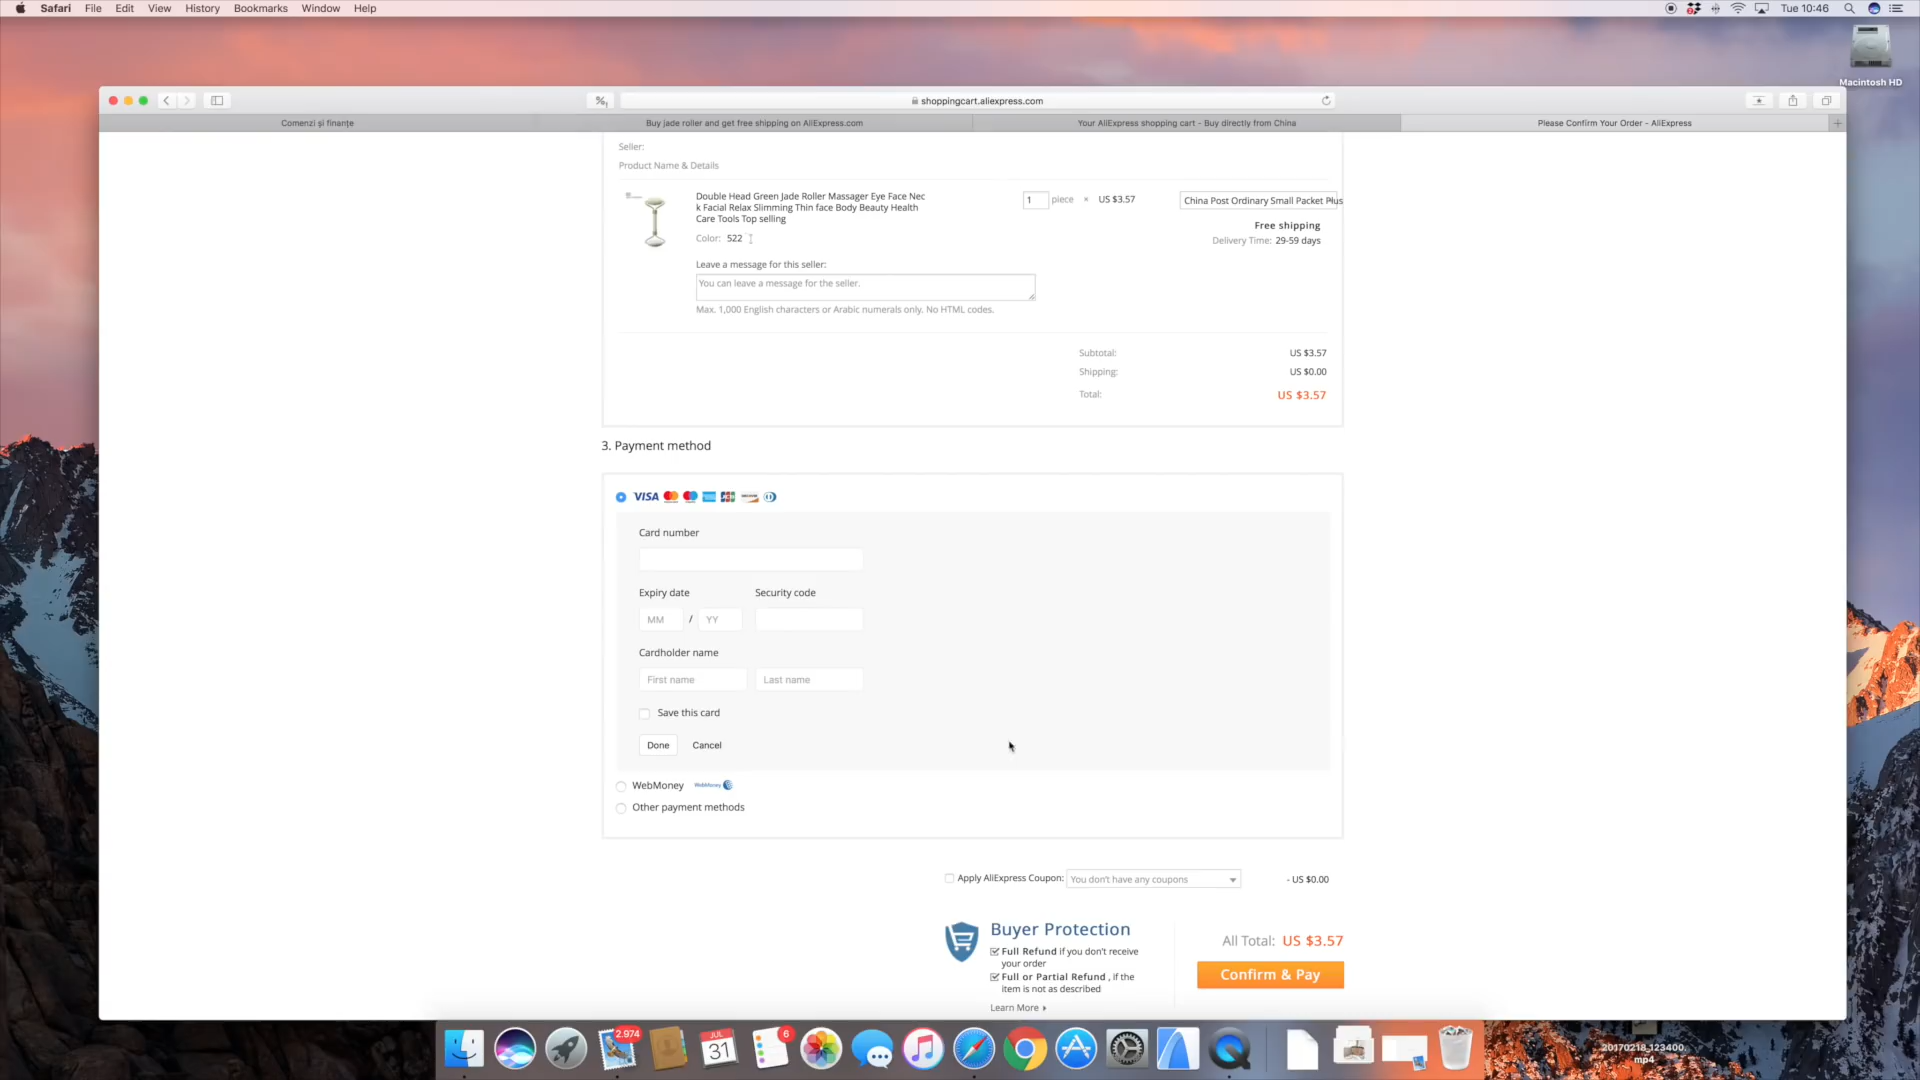 Safari File Edit View History Bookmarks Window Help
Tue 10:46
Macintosh HD
shoppingcart.aliexpress.com
Comenzi și finanțe
Buy jade roller and get free shipping on AliExpress.com
Your AliExpress shopping cart - Buy directly from China
Please Confirm Your Order - AliExpress
Seller:
Product Name & Details
Double Head Green Jade Roller Massager Eye Face Nec
k Facial Relax Slimming Thin face Body Beauty Health
Care Tools Top selling
Color: 522
1 piece × US $3.57
China Post Ordinary Small Packet Plus
Free shipping
Delivery Time: 29-59 days
Leave a message for this seller:
You can leave a message for the seller.
Max. 1,000 English characters or Arabic numerals only. No HTML codes.
Subtotal: US $3.57
Shipping: US $0.00
Total: US $3.57
3. Payment method
VISA
Card number
Expiry date Security code
MM / YY
Cardholder name
First name Last name
Save this card
Done Cancel
WebMoney WebMoney
Other payment methods
Apply AliExpress Coupon: You don't have any coupons - US $0.00
Buyer Protection
Full Refund if you don't receive
your order
Full or Partial Refund , if the
item is not as described
Learn More
All Total: US $3.57
Confirm & Pay
2.974
JUL
31
6
20170218_123400.
mp4